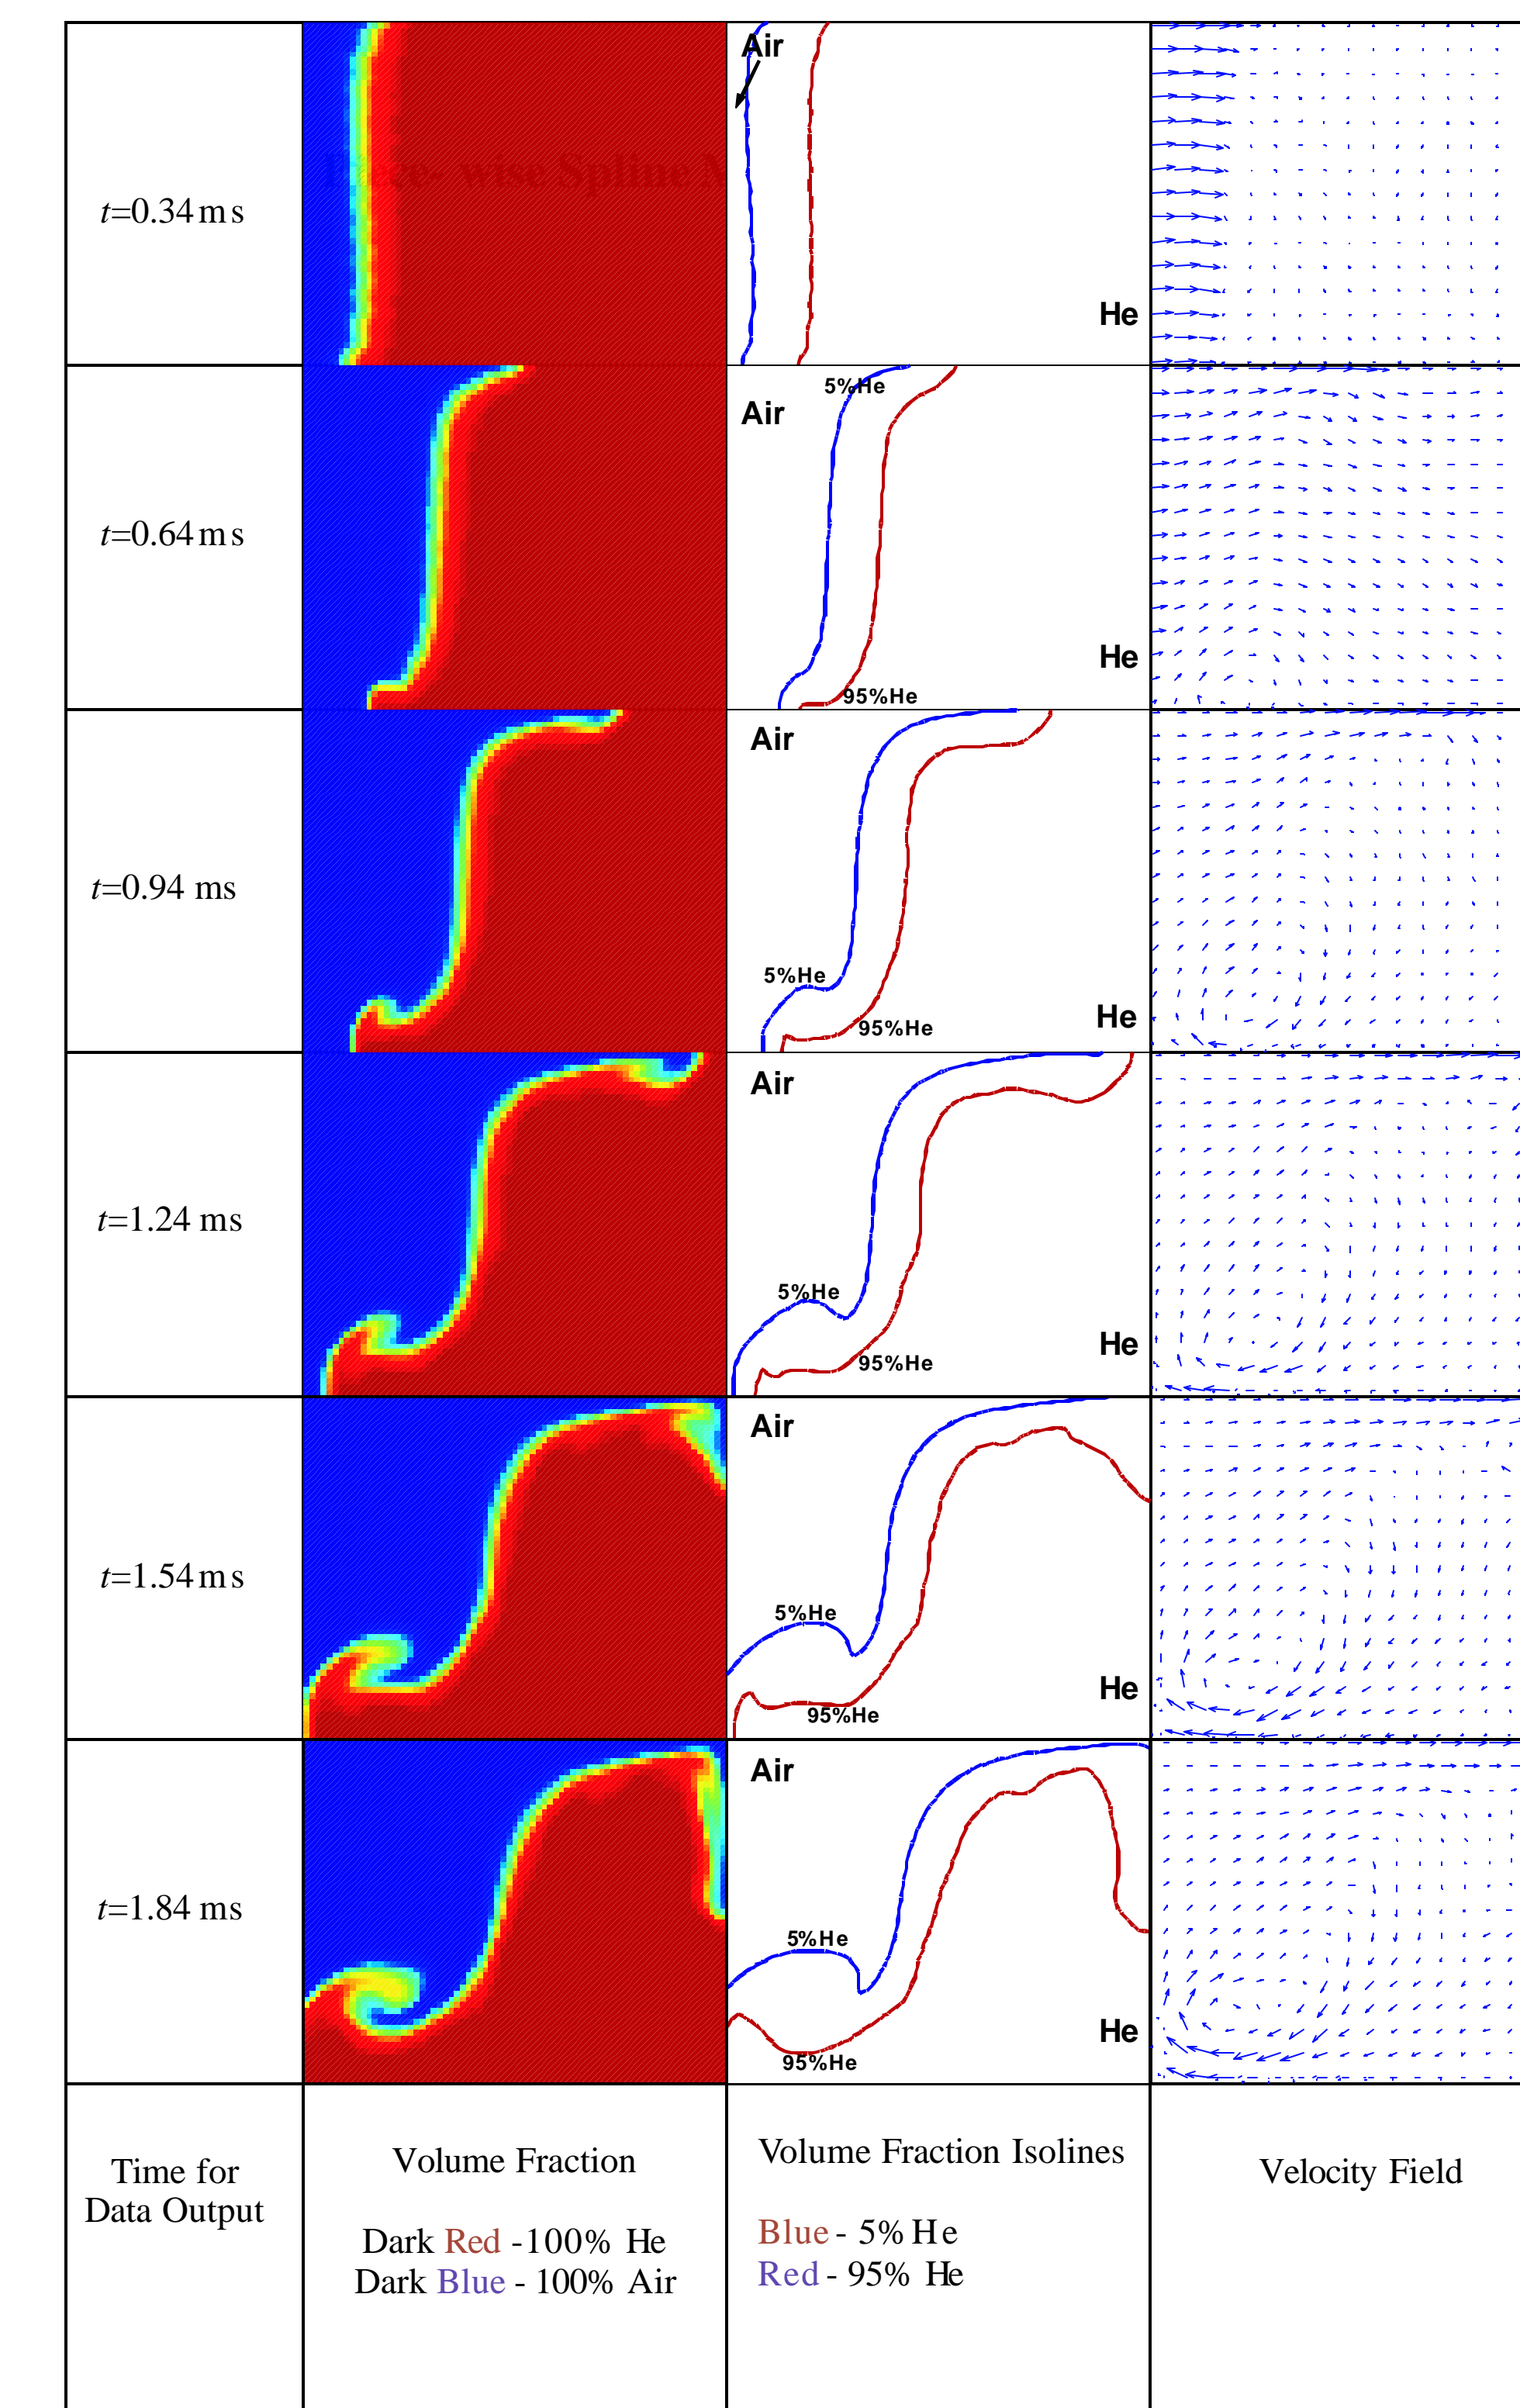 Air
Piece-wise Spline M
t=0.34 ms
He
5%He
Air
t=0.64 ms
He
95%He
Air
t=0.94 ms
5%He
He
95%He
Air
t=1.24 ms
5%He
He
95%He
Air
t=1.54 ms
5%He
He
95%He
Air
t=1.84 ms
5%He
He
95%He
Time for
Data Output
Volume Fraction
Dark Red -100% He
Dark Blue - 100% Air
Volume Fraction Isolines
Blue - 5% He
Red - 95% He
Velocity Field